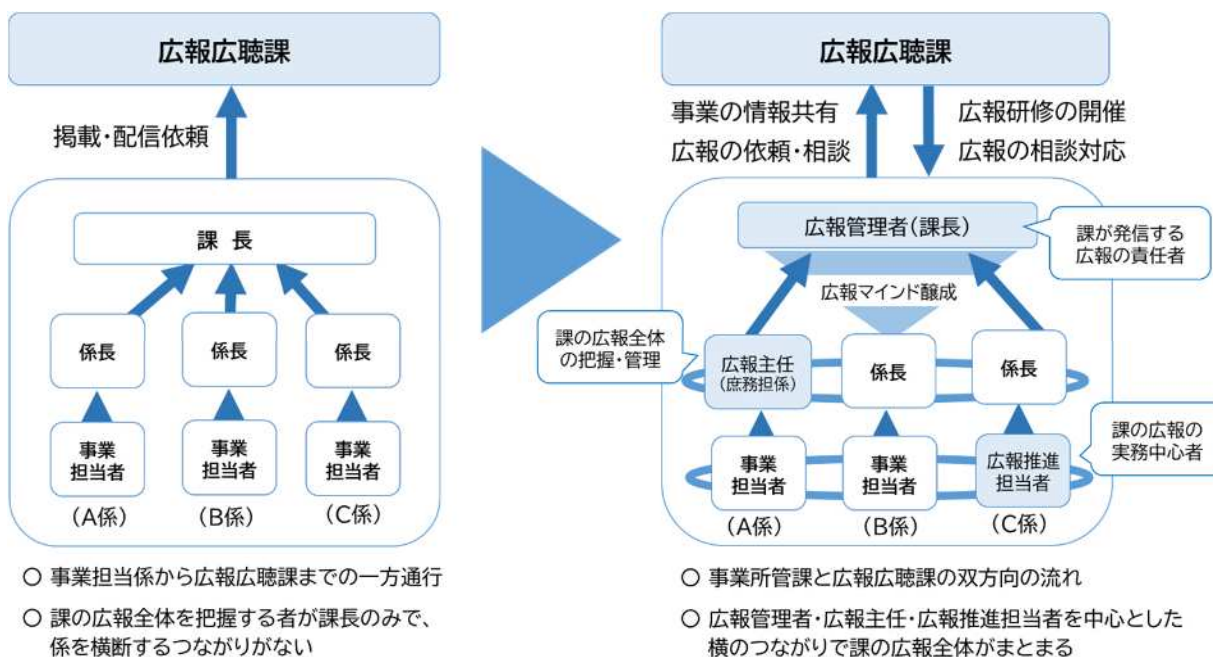 広報広聴課
掲載・配信依頼
課 長
係長
係長
係長
事業
担当者
事業
担当者
事業
担当者
（A係）
（B係）
（C係）
○ 事業担当係から広報広聴課までの一方通行
○ 課の広報全体を把握する者が課長のみで、
係を横断するつながりがない
広報広聴課
事業の情報共有
広報の依頼・相談
広報研修の開催
広報の相談対応
広報管理者（課長）
課が発信する
広報の責任者
広報マインド醸成
課の広報全体
の把握・管理
広報主任
（庶務担係）
係長
係長
事業
担当者
事業
担当者
広報推進
担当者
課の広報の
実務中心者
（A係）
（B係）
（C係）
○ 事業所管課と広報広聴課の双方向の流れ
○ 広報管理者・広報主任・広報推進担当者を中心とした
横のつながりで課の広報全体がまとまる